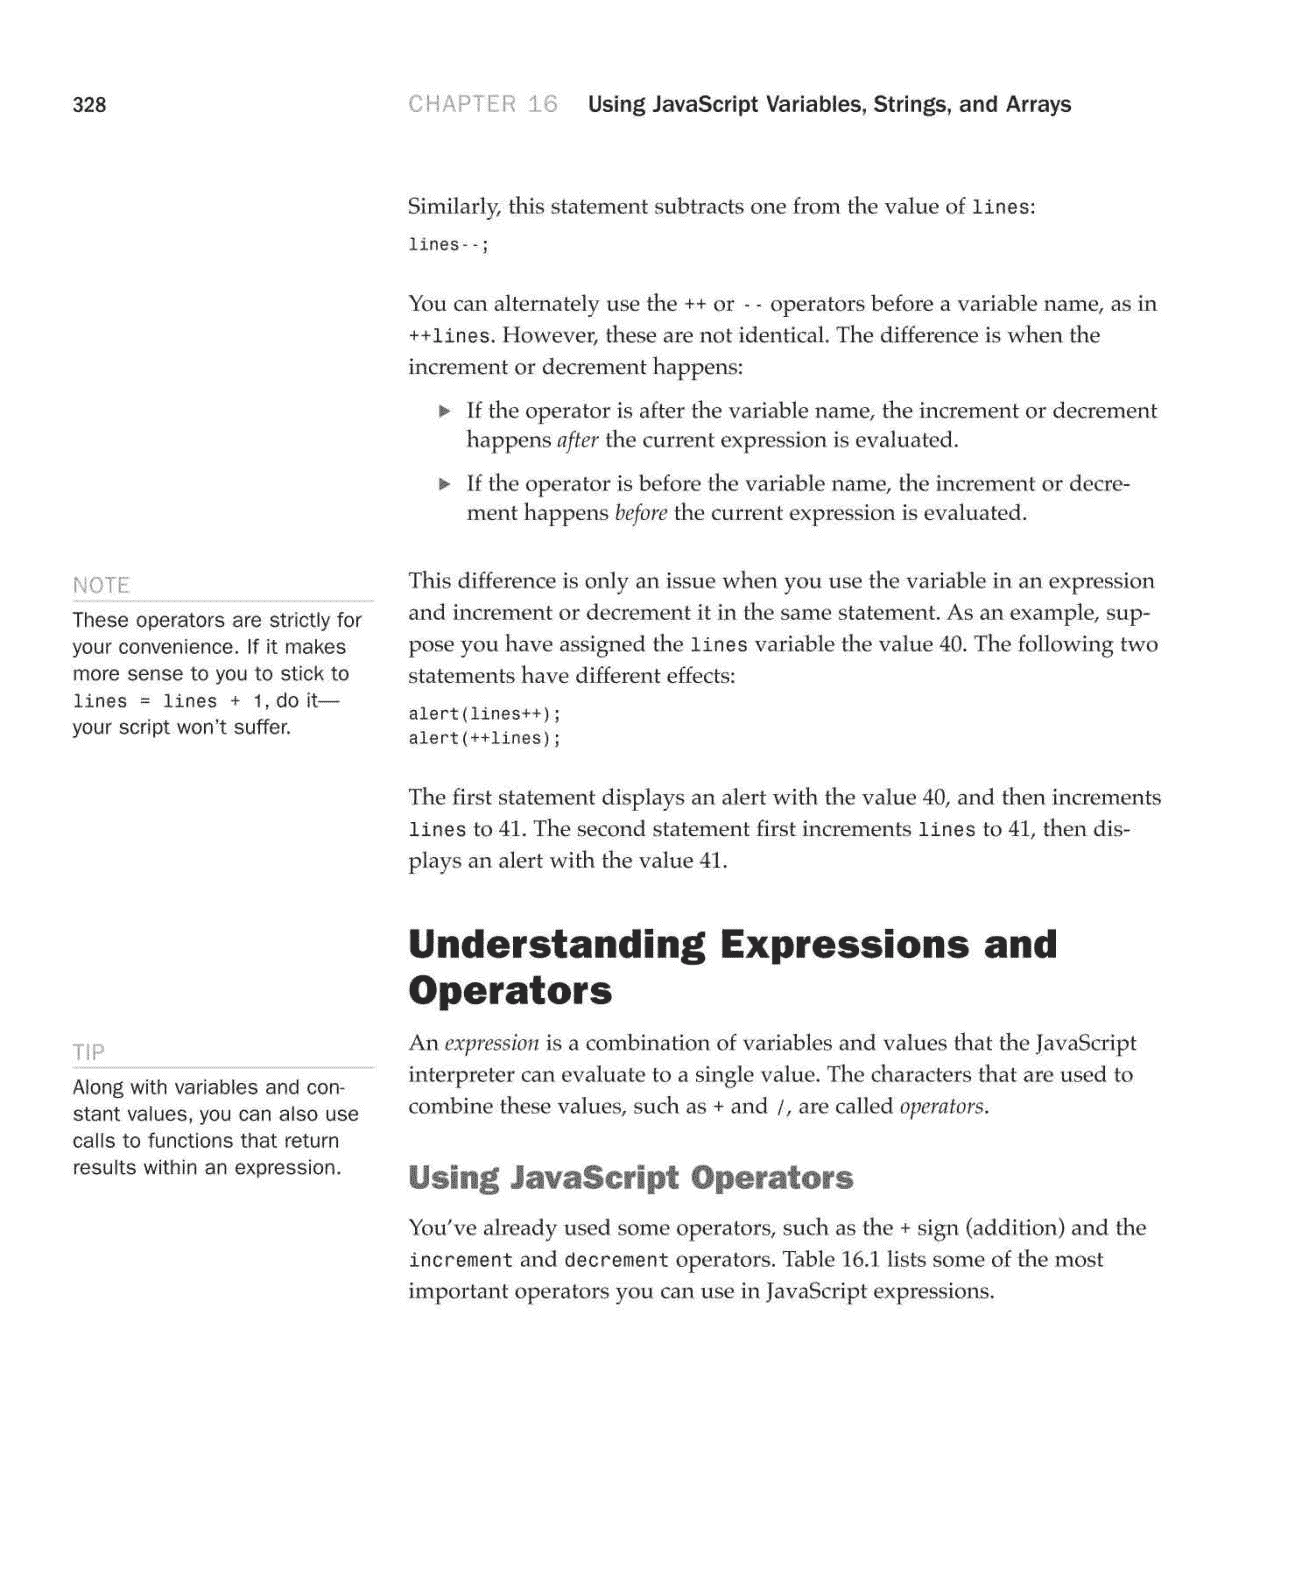 328
CHAPTER 16 Using JavaScript Variables, Strings, and Arrays
Similarly, this statement subtracts one from the value of lines:
lines--;
You can alternately use the ++ or -- operators before a variable name, as in
++lines. However, these are not identical. The difference is when the
increment or decrement happens:
▶ If the operator is after the variable name, the increment or decrement
happens after the current expression is evaluated.
▶ If the operator is before the variable name, the increment or decre-
ment happens before the current expression is evaluated.
NOTE
These operators are strictly for
your convenience. If it makes
more sense to you to stick to
lines = lines + 1, do it—
your script won't suffer.
This difference is only an issue when you use the variable in an expression
and increment or decrement it in the same statement. As an example, sup-
pose you have assigned the lines variable the value 40. The following two
statements have different effects:
alert(lines++);
alert(++lines);
The first statement displays an alert with the value 40, and then increments
lines to 41. The second statement first increments lines to 41, then dis-
plays an alert with the value 41.
Understanding Expressions and
Operators
TIP
Along with variables and con-
stant values, you can also use
calls to functions that return
results within an expression.
An expression is a combination of variables and values that the JavaScript
interpreter can evaluate to a single value. The characters that are used to
combine these values, such as + and /, are called operators.
Using JavaScript Operators
You've already used some operators, such as the + sign (addition) and the
increment and decrement operators. Table 16.1 lists some of the most
important operators you can use in JavaScript expressions.